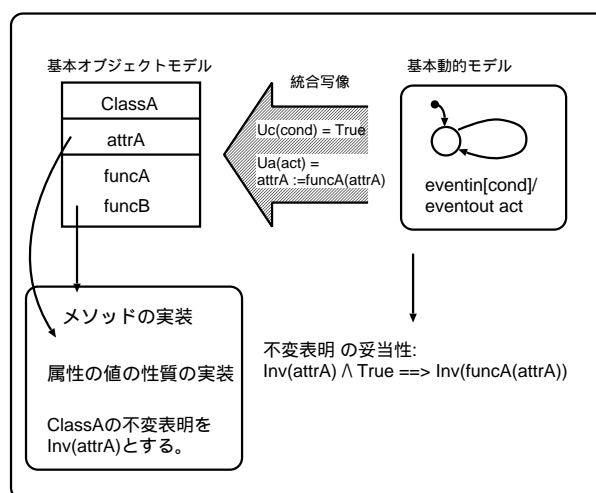 基本オブジェクトモデル
ClassA
attrA
funcA
funcB
統合写像
Uc(cond) = True
Ua(act) =
attrA :=funcA(attrA)
基本動的モデル
eventin[cond]/
eventout act
メソッドの実装
属性の値の性質の実装
ClassAの不変表明を
Inv(attrA)とする。
不変表明 の妥当性:
Inv(attrA) /\ True ==> Inv(funcA(attrA))